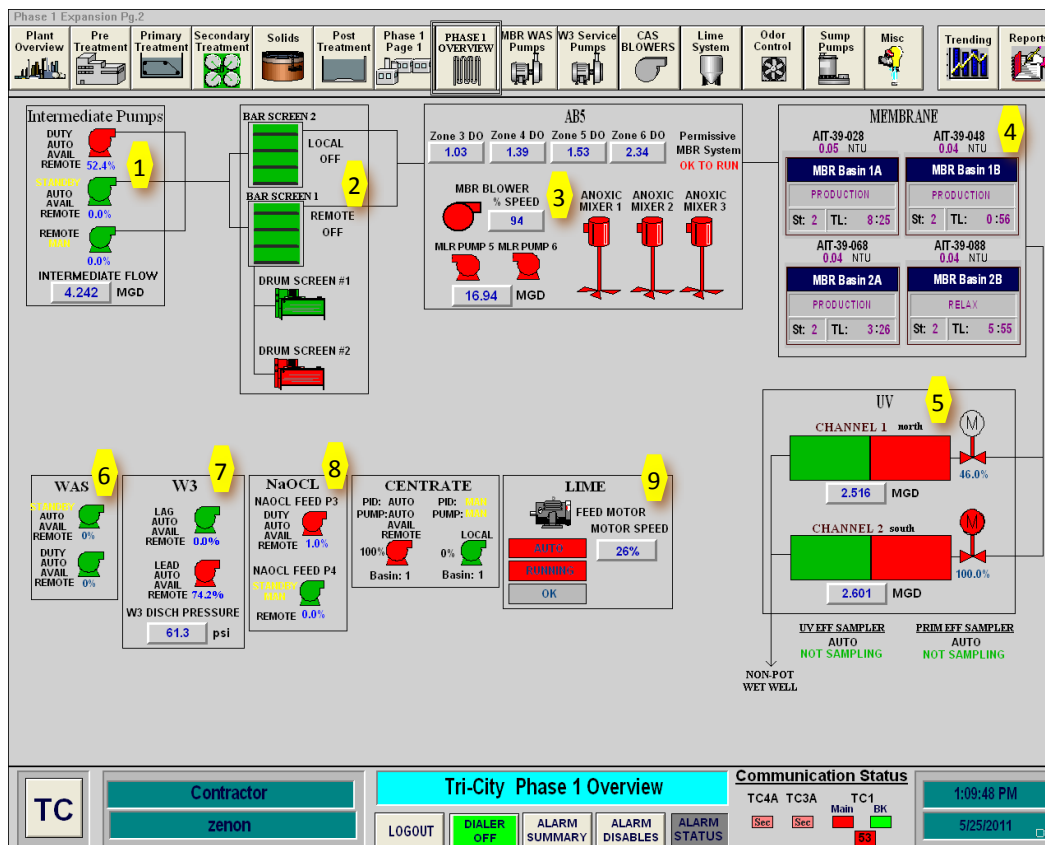 Phase 1 Expansion Pg.2
Plant
Overview
Pre
Treatment
Primary
Treatment
Secondary
Treatment
Solids
Post
Treatment
Phase 1
Page 1
PHASE 1
OVERVIEW
MBR WAS
Pumps
W3 Service
Pumps
CAS
BLOWERS
Lime
System
Odor
Control
Sump
Pumps
Misc
Trending
Reports
Intermediate Pumps
DUTY
AUTO
AVAIL
REMOTE 52.4%
STANDBY
AUTO
AVAIL
REMOTE 0.0%
REMOTE
MAN
0.0%
INTERMEDIATE FLOW
4.242 MGD
1
BAR SCREEN 2
LOCAL
OFF
BAR SCREEN 1
REMOTE
OFF
DRUM SCREEN #1
DRUM SCREEN #2
2
AB5
Zone 3 DO Zone 4 DO Zone 5 DO Zone 6 DO
1.03 1.39 1.53 2.34
Permissive
MBR System
OK TO RUN
MBR BLOWER
% SPEED
94
3
ANOXIC
MIXER 1
ANOXIC
MIXER 2
ANOXIC
MIXER 3
MLR PUMP 5 MLR PUMP 6
16.94 MGD
MEMBRANE
4
AIT-39-028
0.05 NTU
MBR Basin 1A
PRODUCTION
St: 2 TL: 8:25
AIT-39-048
0.04 NTU
MBR Basin 1B
PRODUCTION
St: 2 TL: 0:56
AIT-39-068
0.04 NTU
MBR Basin 2A
PRODUCTION
St: 2 TL: 3:26
AIT-39-088
0.04 NTU
MBR Basin 2B
RELAX
St: 2 TL: 5:55
UV
5
CHANNEL 1 north
M
46.0%
2.516 MGD
CHANNEL 2 south
M
100.0%
2.601 MGD
UV EFF SAMPLER
AUTO
NOT SAMPLING
PRIM EFF SAMPLER
AUTO
NOT SAMPLING
NON-POT
WET WELL
6
WAS
STANDBY
AUTO
AVAIL
REMOTE 0%
DUTY
AUTO
AVAIL
REMOTE 0%
7
W3
LAG
AUTO
AVAIL
REMOTE 0.0%
LEAD
AUTO
AVAIL
REMOTE 74.2%
W3 DISCH PRESSURE
61.3 psi
8
NaOCL
NAOCL FEED P3
DUTY
AUTO
AVAIL
REMOTE 1.0%
NAOCL FEED P4
STANDBY
MAN
REMOTE 0.0%
CENTRATE
PID: AUTO
PUMP:AUTO
AVAIL
REMOTE
100%
Basin: 1
PID: MAN
PUMP: MAN
LOCAL
0%
Basin: 1
9
LIME
FEED MOTOR
MOTOR SPEED
26%
AUTO
RUNNING
OK
TC
Contractor
zenon
Tri-City Phase 1 Overview
LOGOUT
DIALER
OFF
ALARM
SUMMARY
ALARM
DISABLES
ALARM
STATUS
Communication Status
TC4A TC3A TC1
Main BK
Sec Sec
53
1:09:48 PM
5/25/2011